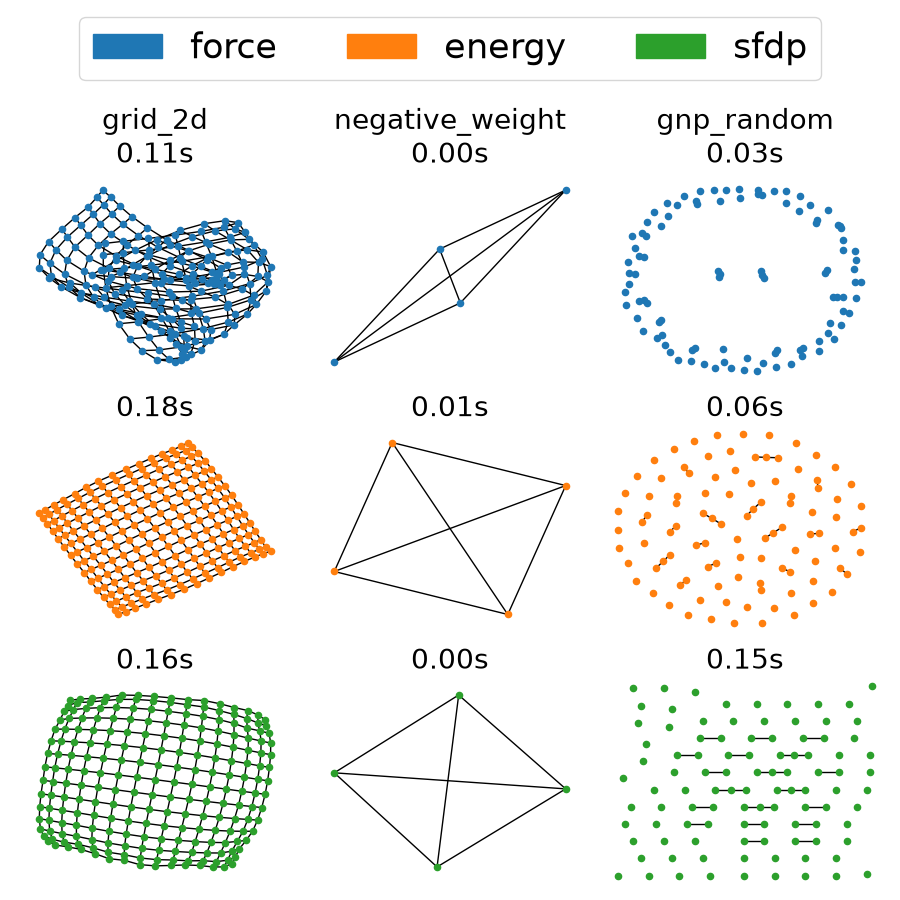 force energy sfdp
grid_2d negative_weight gnp_random
0.11s 0.00s 0.03s
0.18s 0.01s 0.06s
0.16s 0.00s 0.15s